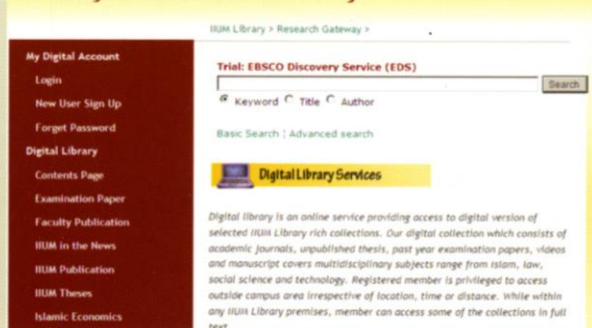 IIUM Library > Research Gateway >
My Digital Account
Login
New User Sign Up
Forget Password
Digital Library
Contents Page
Examination Paper
Faculty Publication
IIUM in the News
IIUM Publication
IIUM Theses
Islamic Economics
Trial: EBSCO Discovery Service (EDS)
Search
Keyword Title Author
Basic Search | Advanced search
Digital Library Services
Digital library is an online service providing access to digital version of
selected IIUM Library rich collections. Our digital collection which consists of
academic journals, unpublished thesis, past year examination papers, videos
and manuscript covers multidisciplinary subjects range from islam, law,
social science and technology. Registered member is privileged to access
outside campus area irrespective of location, time or distance. While within
any IIUM Library premises, member can access some of the collections in full
text